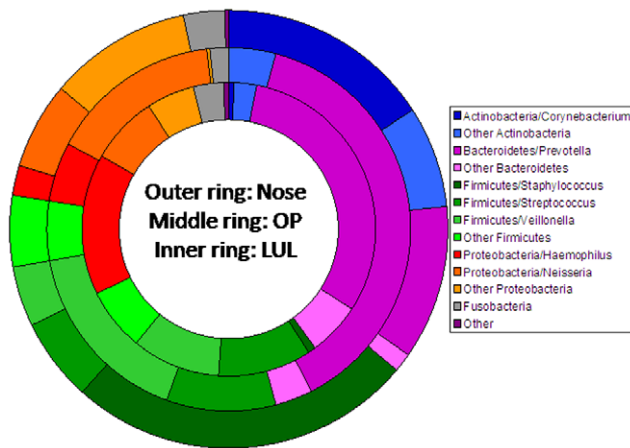 Outer ring: Nose
Middle ring: OP
Inner ring: LUL
Actinobacteria/Corynebacterium
Other Actinobacteria
Bacteroidetes/Prevotella
Other Bacteroidetes
Firmicutes/Staphylococcus
Firmicutes/Streptococcus
Firmicutes/Veillonella
Other Firmicutes
Proteobacteria/Haemophilus
Proteobacteria/Neisseria
Other Proteobacteria
Fusobacteria
Other